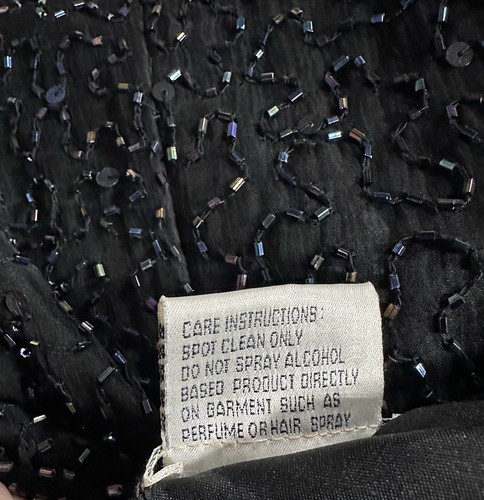 CARE INSTRUCTIONS:
SPOT CLEAN ONLY
DO NOT SPRAY ALCOHOL
BASED PRODUCT DIRECTLY
ON GARMENT SUCH AS
PERFUME OR HAIR SPRAY